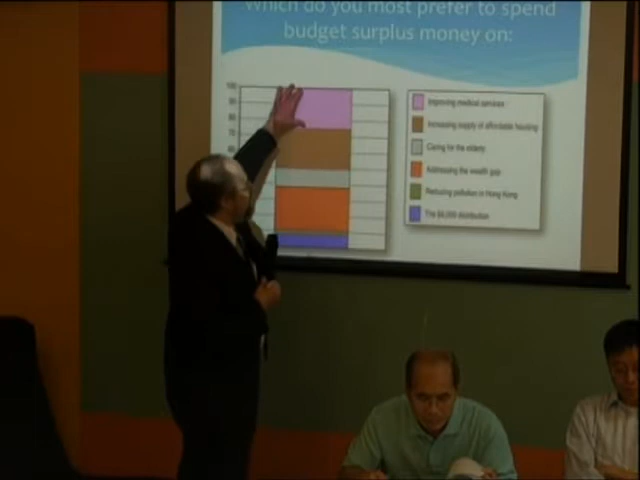 Which do you most prefer to spend
budget surplus money on:
100
90
80
70
60
Improving medical services
Increasing supply of affordable housing
Caring for the elderly
Addressing the wealth gap
Reducing pollution in Hong Kong
The $6,000 distribution